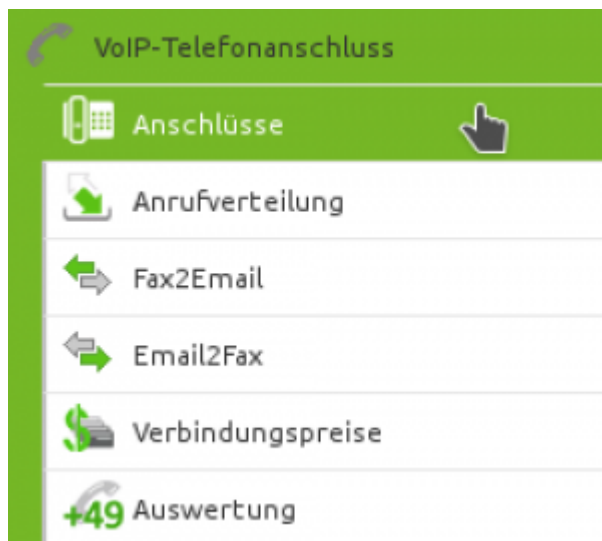 VoIP-Telefonanschluss
Anschlüsse
Anrufverteilung
Fax2Email
Email2Fax
Verbindungspreise
+49 Auswertung